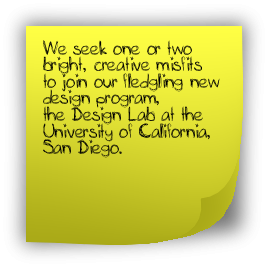 We seek one or two
bright, creative misfits
to join our fledgling new
design program,
the Design Lab at the
University of California,
San Diego.